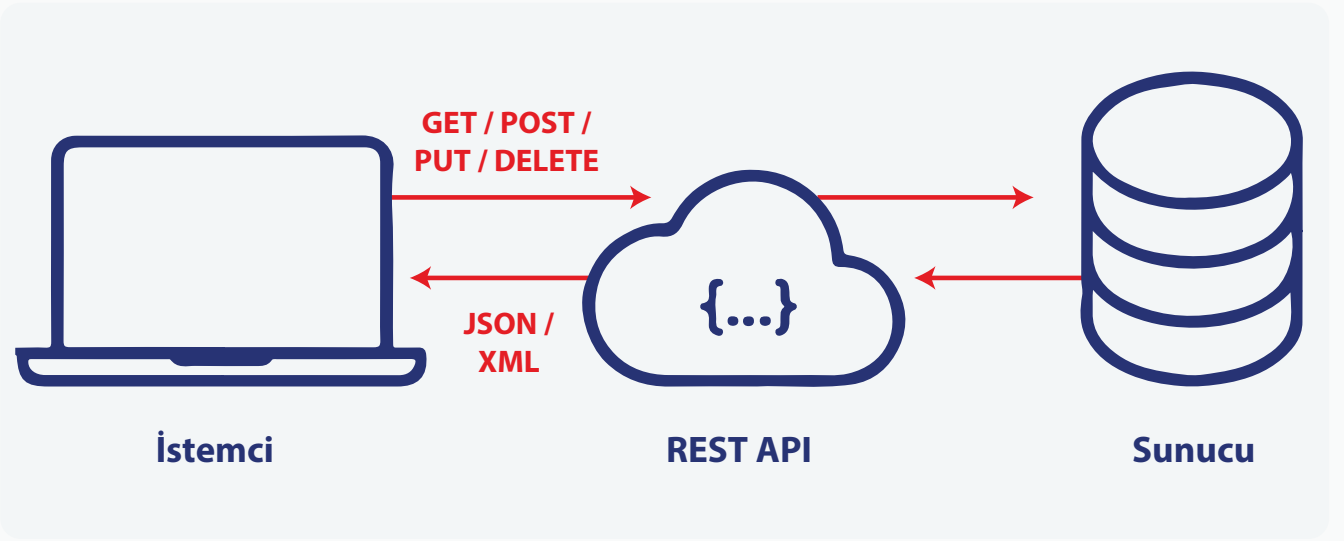 GET / POST /
PUT / DELETE
{...}
JSON /
XML
İstemci
REST API
Sunucu